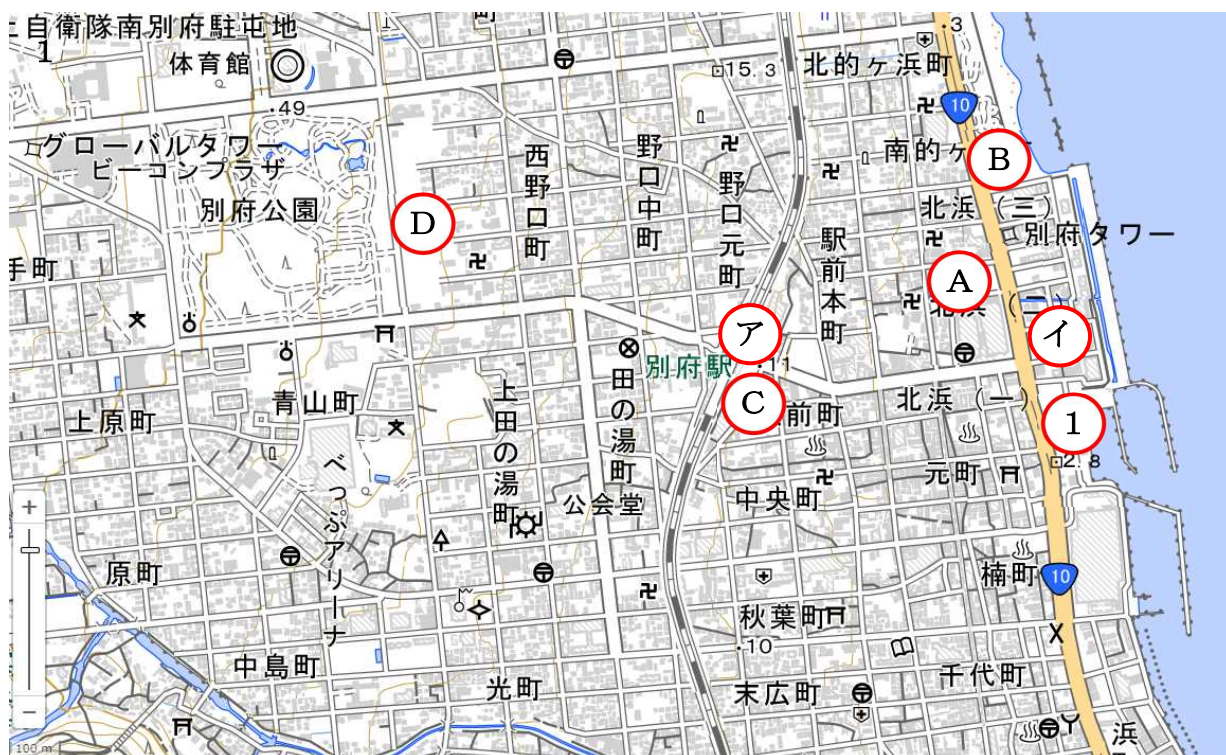 自衛隊南別府駐屯地
1
体育館
町
・49
グローバルタワー
ビーコンプラザ
別府公園
手町
15.3
北的ヶ浜町
・3
10
西野口町
野口中町
野口元町
南的ヶ
B
北浜（三）
別府タワー
D
駅前本町
A
北浜（二）
ア
イ
別府駅
・11
C
前町
北浜（一）
1
2.8
青山町
上原町
上田の湯町
田の湯町
べっぷアリーナ
公会堂
中央町
元町
原町
楠町
10
秋葉町
・10
中島町
光町
末広町
千代町
浜
100 m